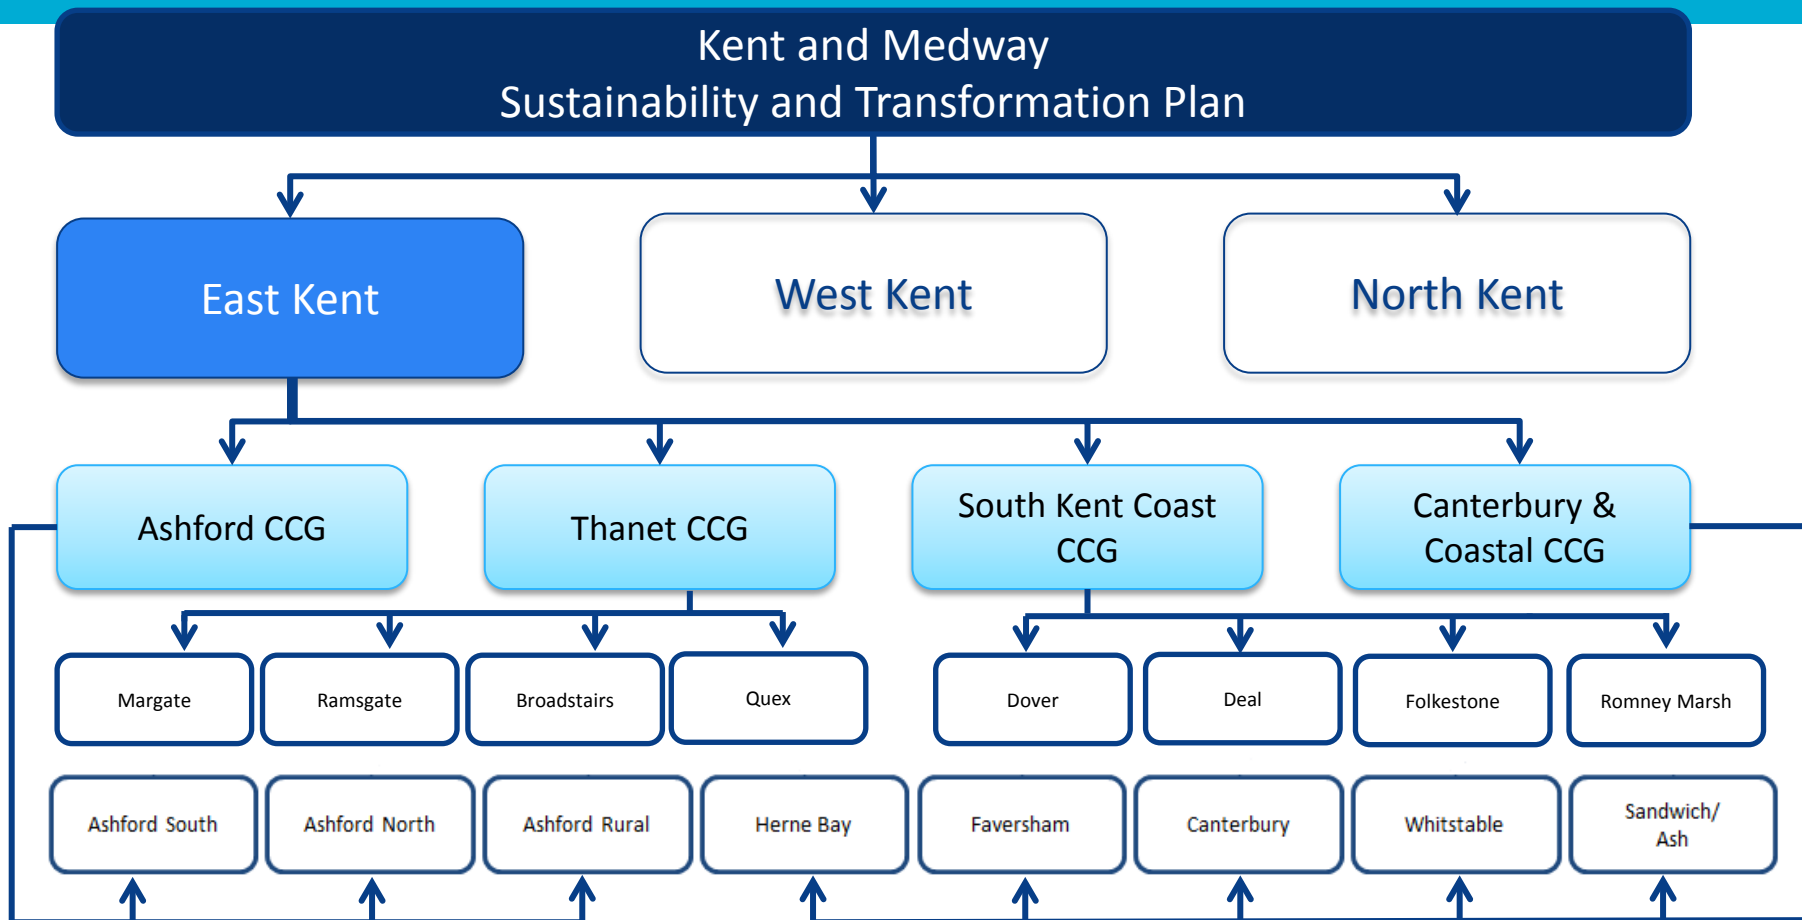 Kent and Medway
Sustainability and Transformation Plan
East Kent
West Kent
North Kent
Ashford CCG
Thanet CCG
South Kent Coast
CCG
Canterbury &
Coastal CCG
Margate
Ramsgate
Broadstairs
Quex
Dover
Deal
Folkestone
Romney Marsh
Ashford South
Ashford North
Ashford Rural
Herne Bay
Faversham
Canterbury
Whitstable
Sandwich/
Ash